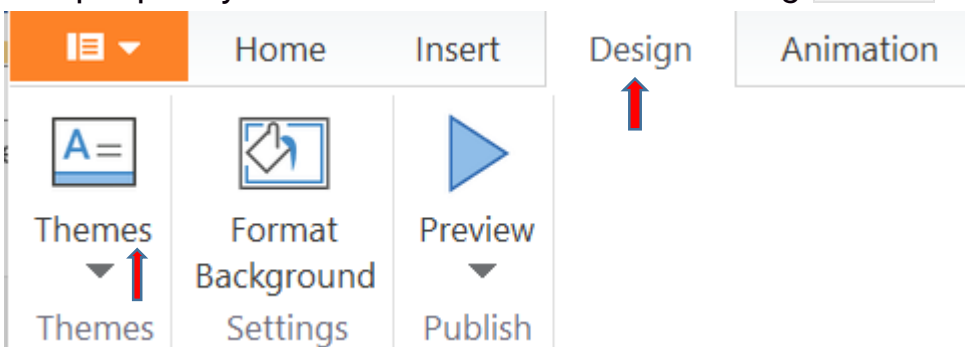 Home Insert Design Animation
A
Themes Format Background Preview
Themes Settings Publish